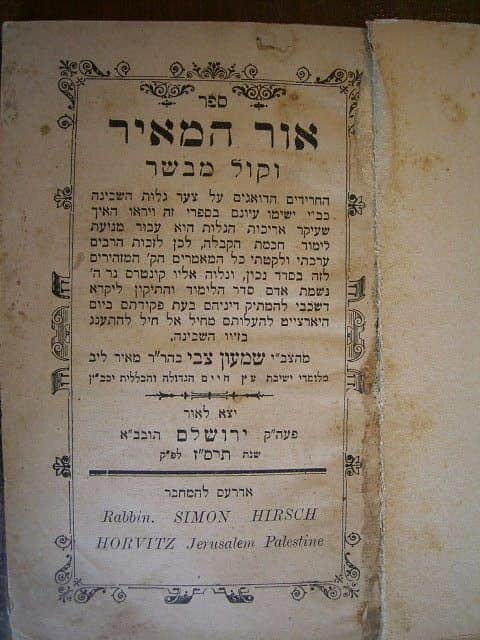 ספר
אור המאיר
וקול מבשר
החרידים הדואגים על צער גלות השכינה
כב״י ישימו עיונם בספרי זה ויראו האיך
שעיקר אריכות הגלות הוא עבור מניעת
לימוד חכמת הקבלה, לכן לזכות הרבים
ערכתי ולקטתי כל המאמרים הק׳ המזהירים
לזה בסדר נכון, ונלוה אליו קונטרס נר ה׳
נשמת אדם סדר הלימוד והתיקון ליקרא
דשכבי להמתיק דיניהם בעת פקודתם ביום
היארצייט להעלותם מחיל אל חיל להתענג
בזיו השכינה.
מהצב״י שמעון צבי בהר״ר מאיר ליב
מלומדי ישיבת עץ חיים הגדולה והכללית יכב״ץ
יצא לאור
פעה״ק ירושלם תובב״א
שנת תרמ״ז לפ״ק
אדרעס להמחבר
Rabbin. SIMON HIRSCH
HORVITZ Jerusalem Palestine